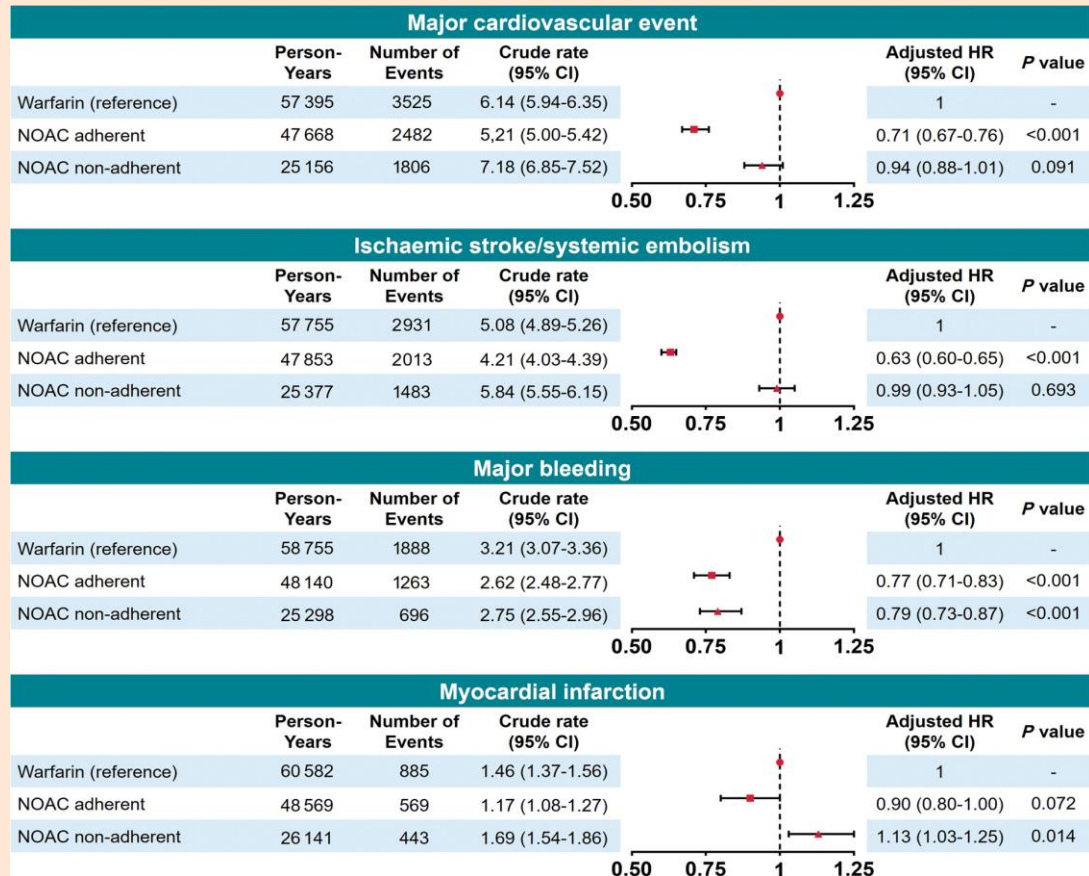 Major cardiovascular event
Person-Years Number of Events Crude rate (95% CI) Adjusted HR (95% CI) P value
Warfarin (reference) 57 395 3525 6.14 (5.94-6.35) 1 -
NOAC adherent 47 668 2482 5,21 (5.00-5.42) 0.71 (0.67-0.76) <0.001
NOAC non-adherent 25 156 1806 7.18 (6.85-7.52) 0.94 (0.88-1.01) 0.091
0.50 0.75 1 1.25
Ischaemic stroke/systemic embolism
Person-Years Number of Events Crude rate (95% CI) Adjusted HR (95% CI) P value
Warfarin (reference) 57 755 2931 5.08 (4.89-5.26) 1 -
NOAC adherent 47 853 2013 4.21 (4.03-4.39) 0.63 (0.60-0.65) <0.001
NOAC non-adherent 25 377 1483 5.84 (5.55-6.15) 0.99 (0.93-1.05) 0.693
0.50 0.75 1 1.25
Major bleeding
Person-Years Number of Events Crude rate (95% CI) Adjusted HR (95% CI) P value
Warfarin (reference) 58 755 1888 3.21 (3.07-3.36) 1 -
NOAC adherent 48 140 1263 2.62 (2.48-2.77) 0.77 (0.71-0.83) <0.001
NOAC non-adherent 25 298 696 2.75 (2.55-2.96) 0.79 (0.73-0.87) <0.001
0.50 0.75 1 1.25
Myocardial infarction
Person-Years Number of Events Crude rate (95% CI) Adjusted HR (95% CI) P value
Warfarin (reference) 60 582 885 1.46 (1.37-1.56) 1 -
NOAC adherent 48 569 569 1.17 (1.08-1.27) 0.90 (0.80-1.00) 0.072
NOAC non-adherent 26 141 443 1.69 (1.54-1.86) 1.13 (1.03-1.25) 0.014
0.50 0.75 1 1.25